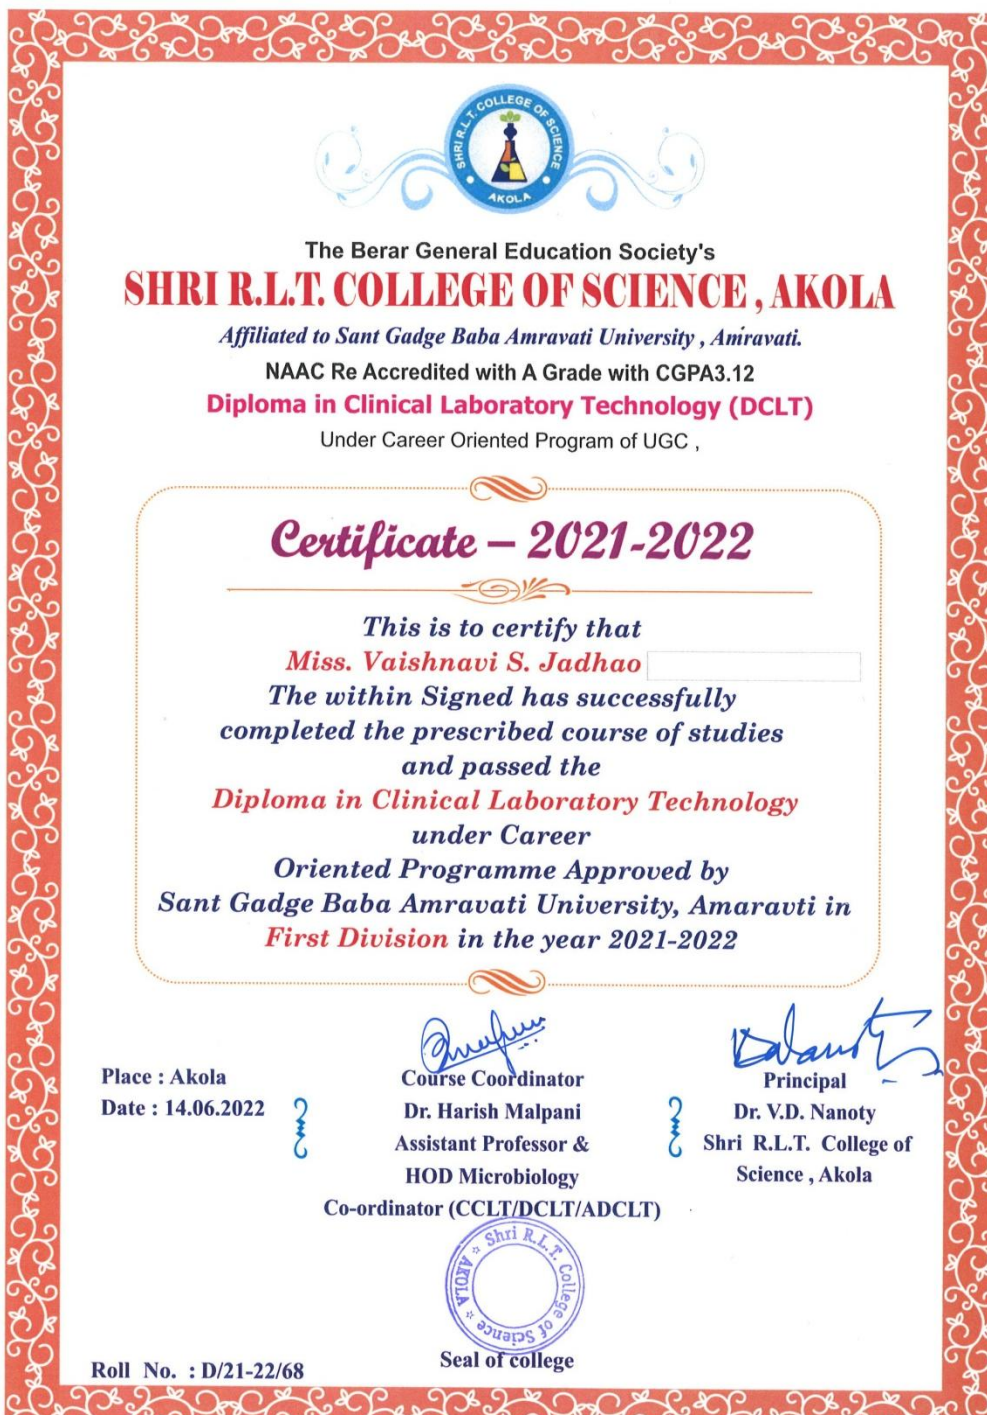 SHRI R.L.T. COLLEGE OF SCIENCE
AKOLA
The Berar General Education Society's
SHRI R.L.T. COLLEGE OF SCIENCE , AKOLA
Affiliated to Sant Gadge Baba Amravati University , Amravati.
NAAC Re Accredited with A Grade with CGPA3.12
Diploma in Clinical Laboratory Technology (DCLT)
Under Career Oriented Program of UGC ,
Certificate – 2021-2022
This is to certify that
Miss. Vaishnavi S. Jadhao
The within Signed has successfully
completed the prescribed course of studies
and passed the
Diploma in Clinical Laboratory Technology
under Career
Oriented Programme Approved by
Sant Gadge Baba Amravati University, Amaravti in
First Division in the year 2021-2022
Place : Akola
Date : 14.06.2022
Course Coordinator
Dr. Harish Malpani
Assistant Professor &
HOD Microbiology
Co-ordinator (CCLT/DCLT/ADCLT)
Principal
Dr. V.D. Nanoty
Shri R.L.T. College of
Science , Akola
Shri R.L.T. College of Science
AKOLA
Seal of college
Roll No. : D/21-22/68